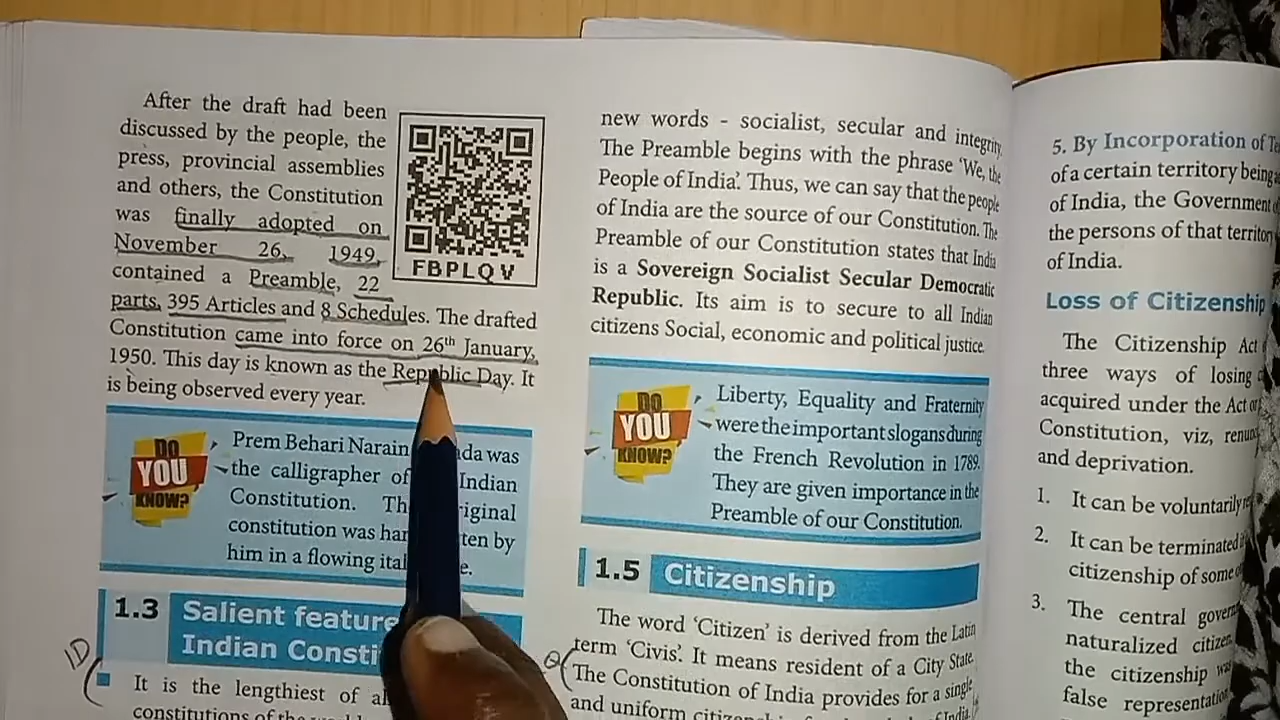 After the draft had been
discussed by the people, the
press, provincial assemblies
and others, the Constitution
was finally adopted on
November 26, 1949,
contained a Preamble, 22
parts, 395 Articles and 8 Schedules. The drafted
Constitution came into force on 26th January,
1950. This day is known as the Republic Day. It
is being observed every year.
FBPLQV
DO
YOU
KNOW?
Prem Behari Narain
was
the calligrapher of Indian
Constitution.
constitution was
by
him in a flowing
1.3 Salient
Indian
1D
It is the lengthiest of
constitutions of the world
new words - socialist, secular and integrity.
The Preamble begins with the phrase ‘We, the
People of India’. Thus, we can say that the people
of India are the source of our Constitution. The
Preamble of our Constitution states that India
is a Sovereign Socialist Secular Democratic
Republic. Its aim is to secure to all Indian
citizens Social, economic and political justice.
DO
YOU
KNOW?
Liberty, Equality and Fraternity
were the important slogans during
the French Revolution in 1789.
They are given importance in the
Preamble of our Constitution.
1.5 Citizenship
The word ‘Citizen’ is derived from the Latin
term ‘Civis’. It means resident of a City State.
The Constitution of India provides for a single
and uniform
5. By Incorporation of
of a certain territory being
of India, the Government
the persons of that territory
of India.
Loss of Citizenship
The Citizenship Act
three ways of losing
acquired under the Act or
Constitution, viz,
and deprivation.
1. It can be voluntarily
2. It can be terminated
citizenship of some
3. The central
naturalized
the citizenship
false